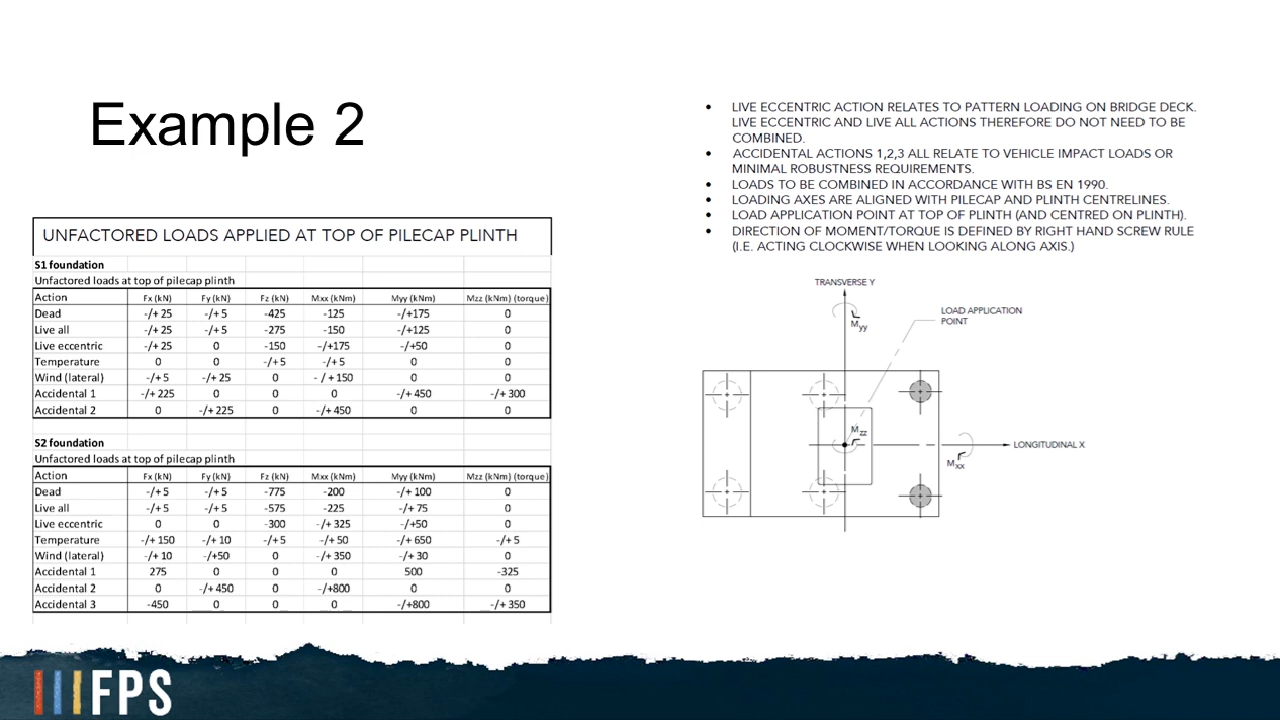 Example 2
• LIVE ECCENTRIC ACTION RELATES TO PATTERN LOADING ON BRIDGE DECK.
LIVE ECCENTRIC AND LIVE ALL ACTIONS THEREFORE DO NOT NEED TO BE
COMBINED.
• ACCIDENTAL ACTIONS 1,2,3 ALL RELATE TO VEHICLE IMPACT LOADS OR
MINIMAL ROBUSTNESS REQUIREMENTS.
• LOADS TO BE COMBINED IN ACCORDANCE WITH BS EN 1990.
• LOADING AXES ARE ALIGNED WITH PILECAP AND PLINTH CENTRELINES.
• LOAD APPLICATION POINT AT TOP OF PLINTH (AND CENTRED ON PLINTH).
• DIRECTION OF MOMENT/TORQUE IS DEFINED BY RIGHT HAND SCREW RULE
(I.E. ACTING CLOCKWISE WHEN LOOKING ALONG AXIS.)
UNFACTORED LOADS APPLIED AT TOP OF PILECAP PLINTH
S1 foundation
Unfactored loads at top of pilecap plinth
Action Fx (kN) Fy (kN) Fz (kN) Mxx (kNm) Myy (kNm) Mzz (kNm) (torque)
Dead -/+ 25 -/+ 5 -425 -125 -/+175 0
Live all -/+ 25 -/+ 5 -275 -150 -/+125 0
Live eccentric -/+ 25 0 -150 -/+175 -/+50 0
Temperature 0 0 -/+ 5 -/+ 5 0 0
Wind (lateral) -/+ 5 -/+ 25 0 - / + 150 0 0
Accidental 1 -/+ 225 0 0 0 -/+ 450 -/+ 300
Accidental 2 0 -/+ 225 0 -/+ 450 0 0
S2 foundation
Unfactored loads at top of pilecap plinth
Action Fx (kN) Fy (kN) Fz (kN) Mxx (kNm) Myy (kNm) Mzz (kNm) (torque)
Dead -/+ 5 -/+ 5 -775 -200 -/+ 100 0
Live all -/+ 5 -/+ 5 -575 -225 -/+ 75 0
Live eccentric 0 0 -300 -/+ 325 -/+50 0
Temperature -/+ 150 -/+ 10 -/+ 5 -/+ 50 -/+ 650 -/+ 5
Wind (lateral) -/+ 10 -/+50 0 -/+ 350 -/+ 30 0
Accidental 1 275 0 0 0 500 -325
Accidental 2 0 -/+ 450 0 -/+800 0 0
Accidental 3 -450 0 0 0 -/+800 -/+ 350
TRANSVERSE Y
Myy
LOAD APPLICATION
POINT
Mzz
LONGITUDINAL X
Mxx
FPS